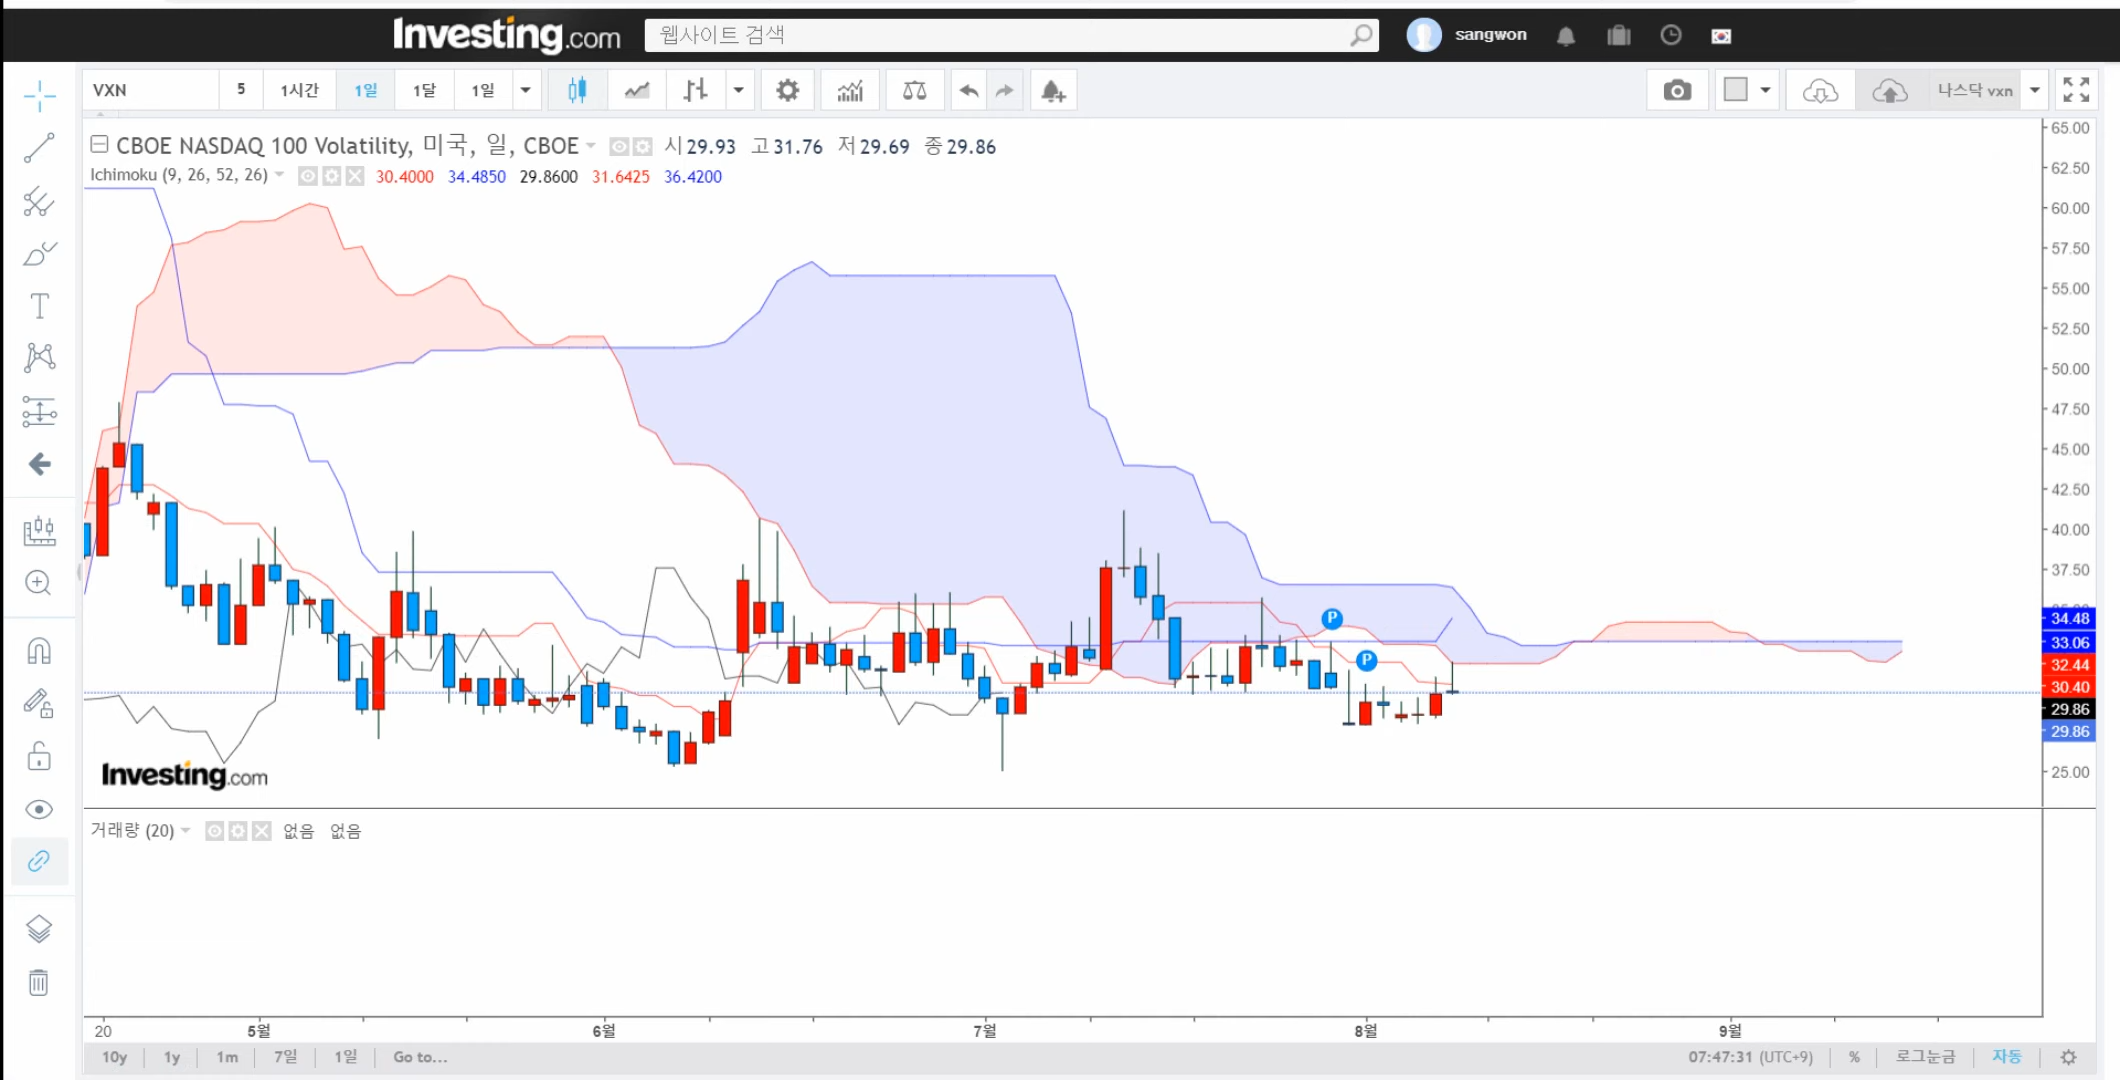 Investing.com 웹사이트 검색 sangwon
VXN 5 1시간 1일 1달 1일 나스닥 vxn
CBOE NASDAQ 100 Volatility, 미국, 일, CBOE 시29.93 고31.76 저29.69 종29.86
Ichimoku (9, 26, 52, 26) 30.4000 34.4850 29.8600 31.6425 36.4200
65.00
62.50
60.00
57.50
55.00
52.50
50.00
47.50
45.00
42.50
40.00
37.50
P
34.48
33.06
P
32.44
30.40
29.86
29.86
25.00
Investing.com
거래량 (20) 없음 없음
20 5월 6월 7월 8월 9월
10y 1y 1m 7일 1일 Go to... 07:47:31 (UTC+9) % 로그눈금 자동